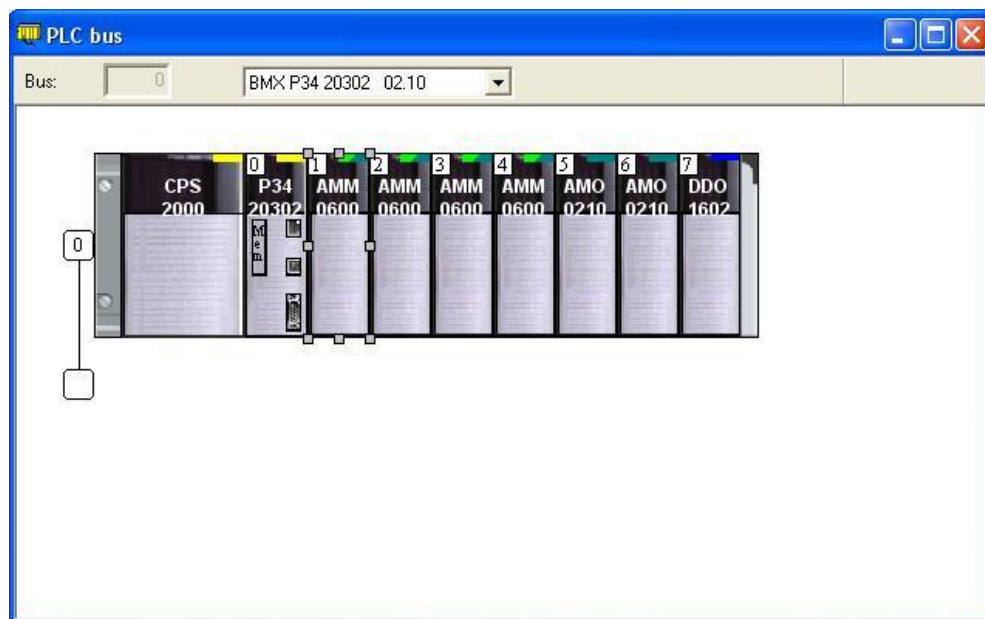 PLC bus
Bus: 0 BMX P34 20302 02.10
0 1 2 3 4 5 6 7
CPS P34 AMM AMM AMM AMM AMO AMO DDO
2000 20302 0600 0600 0600 0600 0210 0210 1602
Mem
0